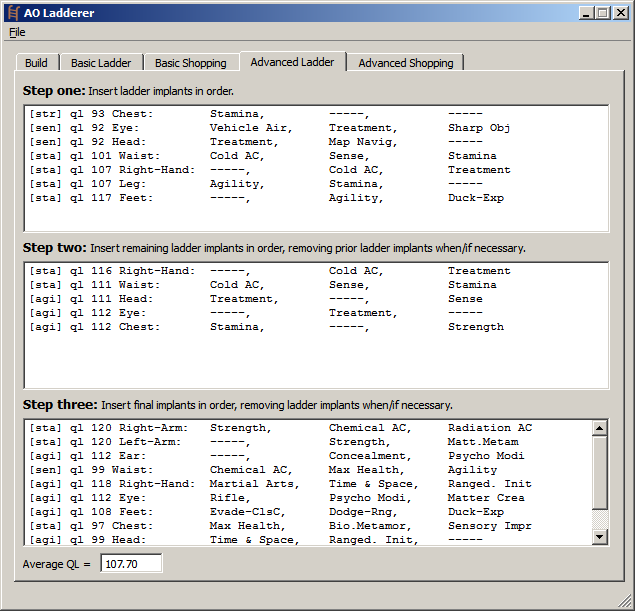 AO Ladderer
File
Build Basic Ladder Basic Shopping Advanced Ladder Advanced Shopping
Step one: Insert ladder implants in order.
[str] ql 93 Chest: Stamina, -----, -----
[sen] ql 92 Eye: Vehicle Air, Treatment, Sharp Obj
[sen] ql 92 Head: Treatment, Map Navig, -----
[sta] ql 101 Waist: Cold AC, Sense, Stamina
[sta] ql 107 Right-Hand: -----, Cold AC, Treatment
[sta] ql 107 Leg: Agility, Stamina, -----
[sta] ql 117 Feet: -----, Agility, Duck-Exp
Step two: Insert remaining ladder implants in order, removing prior ladder implants when/if necessary.
[sta] ql 116 Right-Hand: -----, Cold AC, Treatment
[sta] ql 111 Waist: Cold AC, Sense, Stamina
[agi] ql 111 Head: Treatment, -----, Sense
[agi] ql 112 Eye: -----, Treatment, -----
[agi] ql 112 Chest: Stamina, -----, Strength
Step three: Insert final implants in order, removing ladder implants when/if necessary.
[sta] ql 120 Right-Arm: Strength, Chemical AC, Radiation AC
[sta] ql 120 Left-Arm: -----, Strength, Matt.Metam
[agi] ql 112 Ear: -----, Concealment, Psycho Modi
[sen] ql 99 Waist: Chemical AC, Max Health, Agility
[agi] ql 118 Right-Hand: Martial Arts, Time & Space, Ranged. Init
[agi] ql 112 Eye: Rifle, Psycho Modi, Matter Crea
[agi] ql 108 Feet: Evade-ClsC, Dodge-Rng, Duck-Exp
[sta] ql 97 Chest: Max Health, Bio.Metamor, Sensory Impr
[agi] ql 99 Head: Time & Space, Ranged. Init, -----
Average QL = 107.70